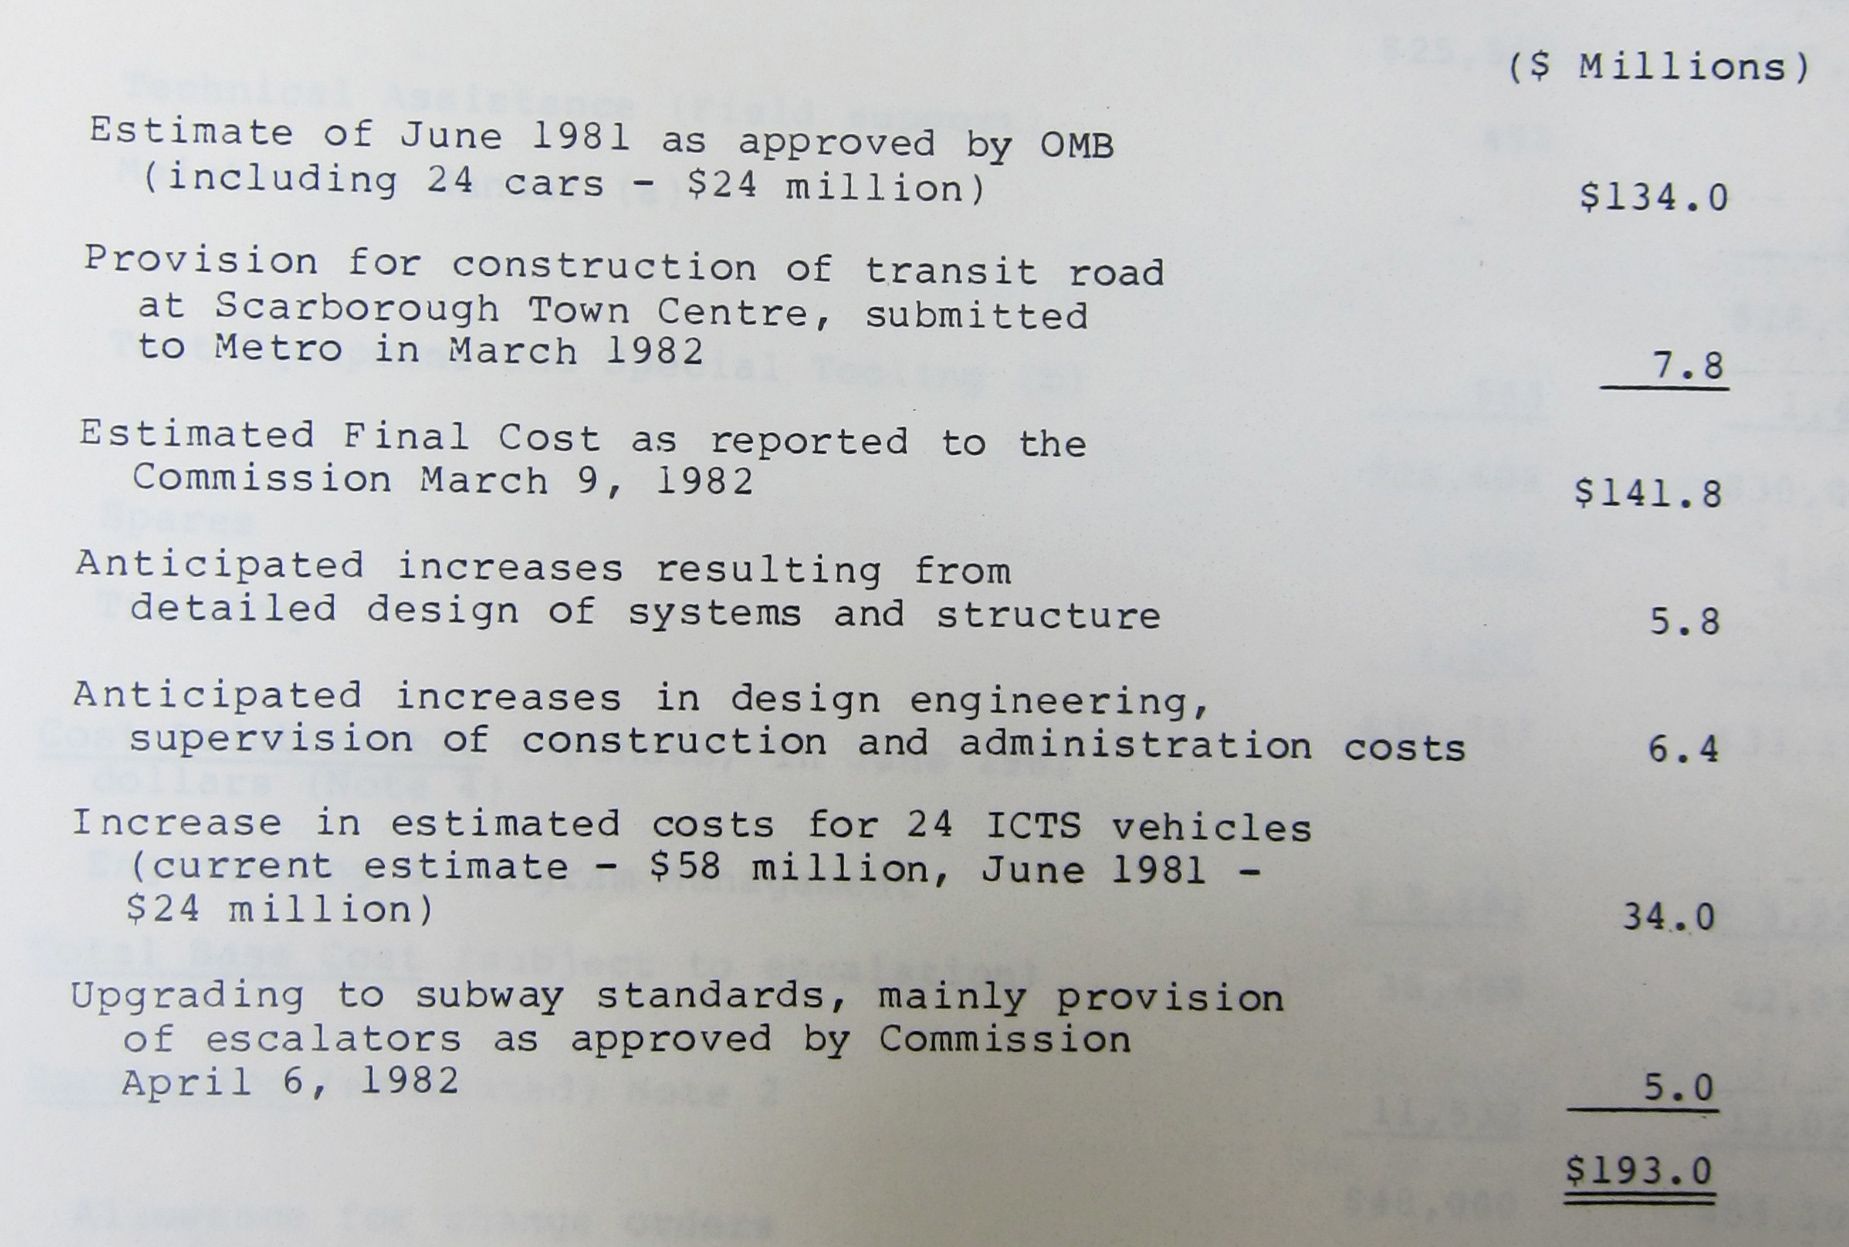 ($ Millions)
Estimate of June 1981 as approved by OMB
(including 24 cars - $24 million) $134.0
Provision for construction of transit road
at Scarborough Town Centre, submitted
to Metro in March 1982 7.8
Estimated Final Cost as reported to the
Commission March 9, 1982 $141.8
Anticipated increases resulting from
detailed design of systems and structure 5.8
Anticipated increases in design engineering,
supervision of construction and administration costs 6.4
Increase in estimated costs for 24 ICTS vehicles
(current estimate - $58 million, June 1981 -
$24 million) 34.0
Upgrading to subway standards, mainly provision
of escalators as approved by Commission
April 6, 1982 5.0
$193.0